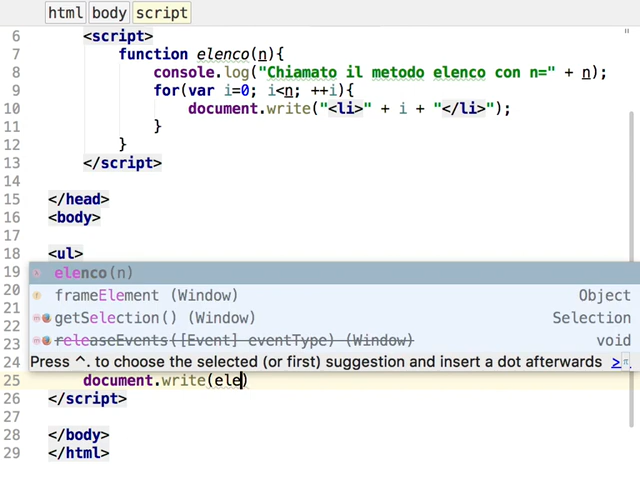 html body script
6 <script>
7 function elenco(n){
8 console.log("Chiamato il metodo elenco con n=" + n);
9 for(var i=0; i<n; ++i){
10 document.write("<li>" + i + "</li>");
11 }
12 }
13 </script>
14
15 </head>
16 <body>
17
18 <ul>
19 elenco(n)
20 frameElement (Window) Object
21 getSelection() (Window) Selection
22
23 releaseEvents([Event] eventType) (Window) void
24 Press ^. to choose the selected (or first) suggestion and insert a dot afterwards >> π
25 document.write(ele)
26 </script>
27
28 </body>
29 </html>